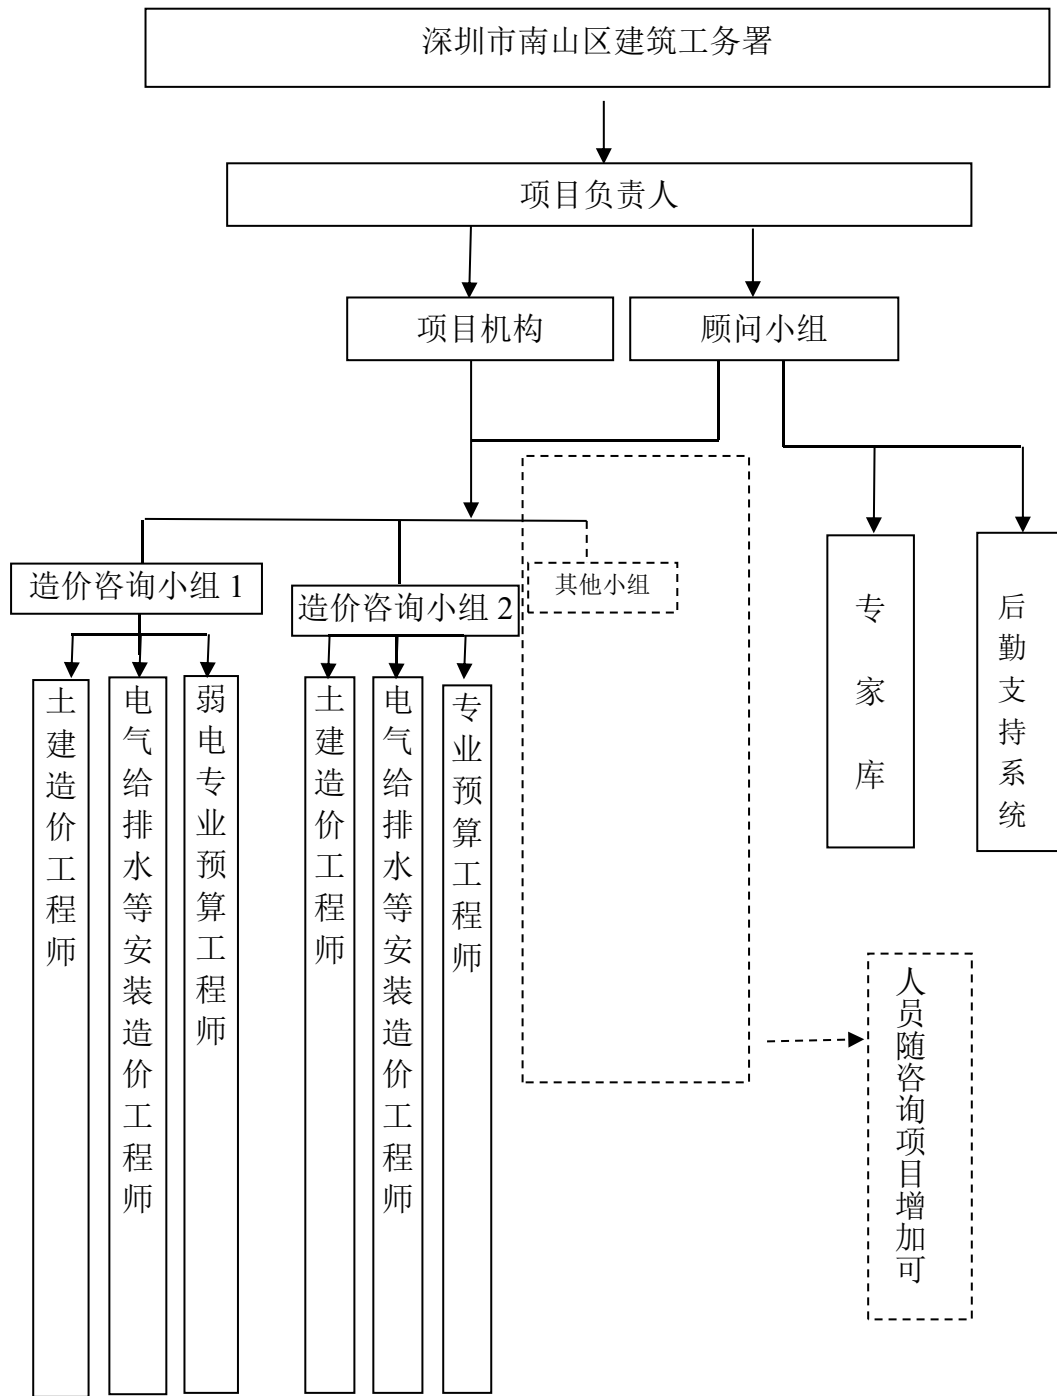 深圳市南山区建筑工务署
项目负责人
项目机构
顾问小组
造价咨询小组 1
造价咨询小组 2
其他小组
土建造价工程师
电气给排水等安装造价工程师
弱电专业预算工程师
土建造价工程师
电气给排水等安装造价工程师
专业预算工程师
专家库
后勤支持系统
人员随咨询项目增加可